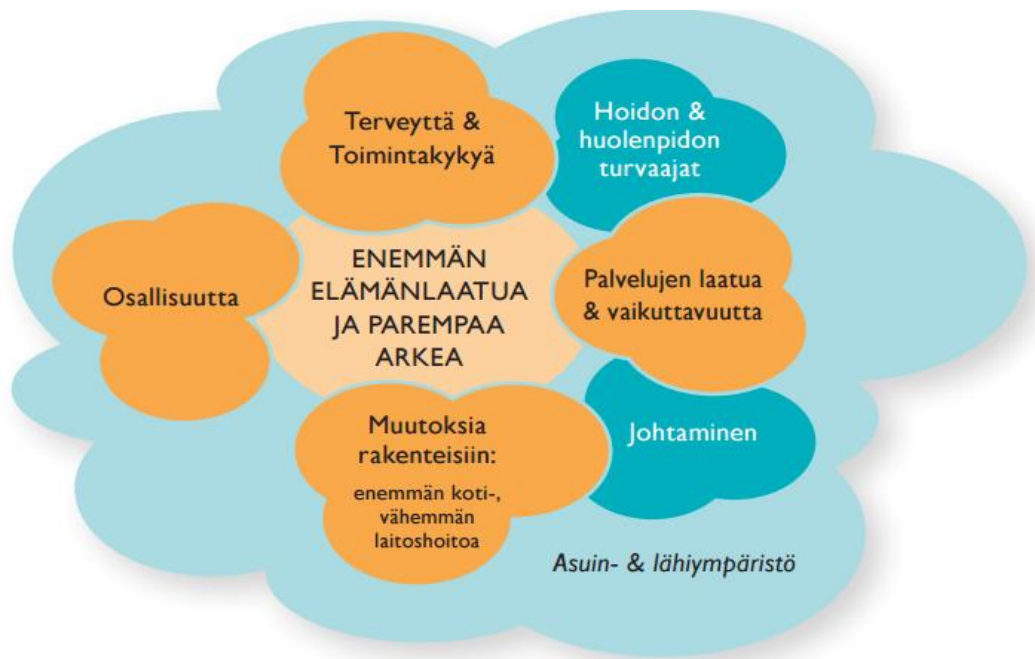 Terveyttä &
Toimintakykyä
Hoidon &
huolenpidon
turvaajat
Osallisuutta
ENEMMÄN
ELÄMÄNLAATUA
JA PAREMPAA
ARKEA
Palvelujen laatua
& vaikuttavuutta
Muutoksia
rakenteisiin:
enemmän koti-,
vähemmän
laitoshoitoa
Johtaminen
Asuin- & lähiympäristö